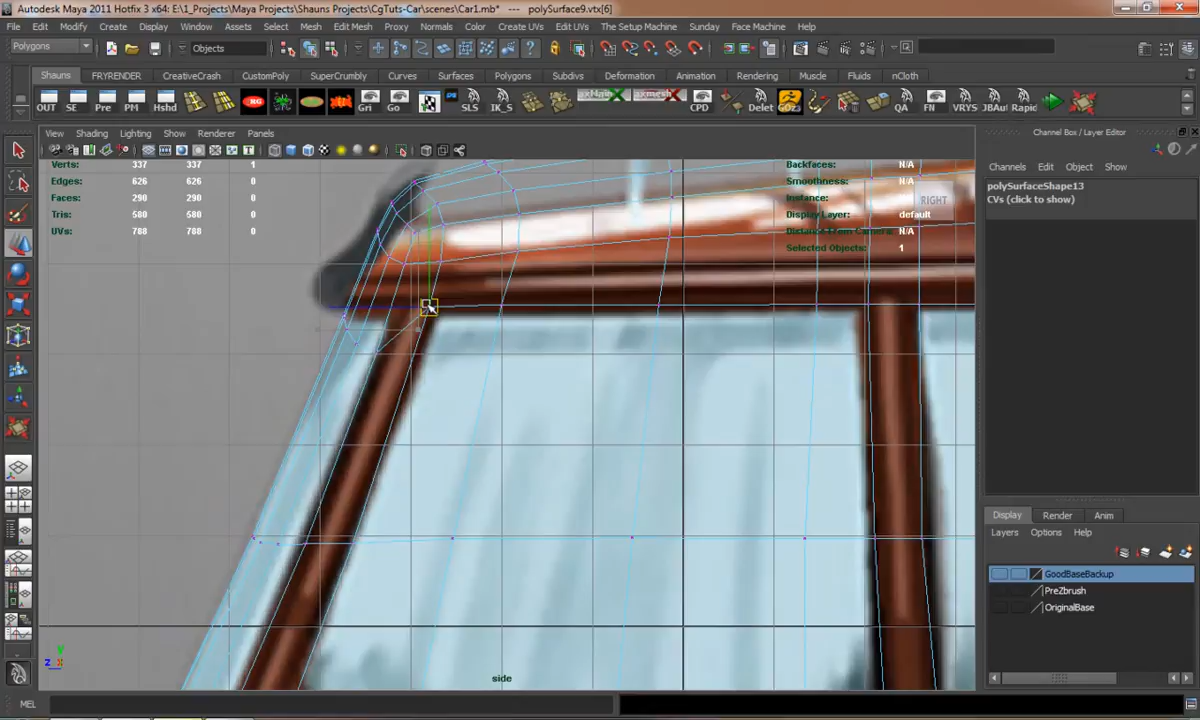 Autodesk Maya 2011 Hotfix 3 x64: E:\1_Projects\Maya Projects\Shauns Projects\CgTuts-Car\scenes\Car1.mb* --- polySurface9.vtx[6]
File Edit Modify Create Display Window Assets Select Mesh Edit Mesh Proxy Normals Color Create UVs Edit UVs The Setup Machine Sunday Face Machine Help
Polygons Objects
Shauns FRYRENDER CreativeCrash CustomPoly SuperCrumbly Curves Surfaces Polygons Subdivs Deformation Animation Rendering Muscle Fluids nCloth
OUT SE Pre PM Hshd HG Gri Go SLS IK_S CPD Delet GOZz QA FN VRYS JBAut Rapid
View Shading Lighting Show Renderer Panels
Channel Box / Layer Editor
Channels Edit Object Show
Verts: 337 337 1
Edges: 626 626 0
Faces: 290 290 0
Tris: 580 580 0
UVs: 788 788 0
Backfaces: N/A
Smoothness: N/A
Instance: N/A
Display Layer: default
Distance From Camera: N/A
Selected Objects: 1
RIGHT
polySurfaceShape13
CVs (click to show)
Display Render Anim
Layers Options Help
GoodBaseBackup
PreZbrush
OriginalBase
y
z x
side
MEL